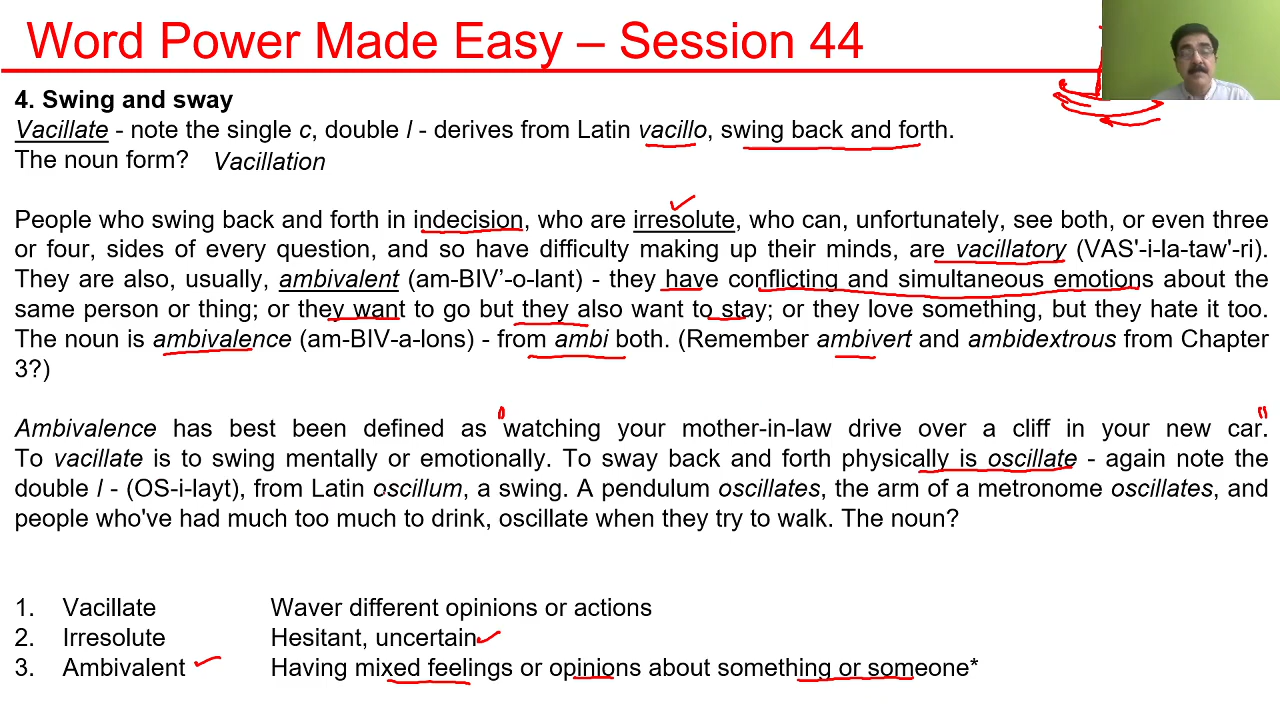 Word Power Made Easy – Session 44
4. Swing and sway
Vacillate - note the single c, double l - derives from Latin vacillo, swing back and forth.
The noun form? Vacillation
People who swing back and forth in indecision, who are irresolute, who can, unfortunately, see both, or even three
or four, sides of every question, and so have difficulty making up their minds, are vacillatory (VAS'-i-la-taw'-ri).
They are also, usually, ambivalent (am-BIV’-o-lant) - they have conflicting and simultaneous emotions about the
same person or thing; or they want to go but they also want to stay; or they love something, but they hate it too.
The noun is ambivalence (am-BIV-a-lons) - from ambi both. (Remember ambivert and ambidextrous from Chapter
3?)
Ambivalence has best been defined as watching your mother-in-law drive over a cliff in your new car.
To vacillate is to swing mentally or emotionally. To sway back and forth physically is oscillate - again note the
double l - (OS-i-layt), from Latin oscillum, a swing. A pendulum oscillates, the arm of a metronome oscillates, and
people who've had much too much to drink, oscillate when they try to walk. The noun?
1. Vacillate Waver different opinions or actions
2. Irresolute Hesitant, uncertain
3. Ambivalent Having mixed feelings or opinions about something or someone*